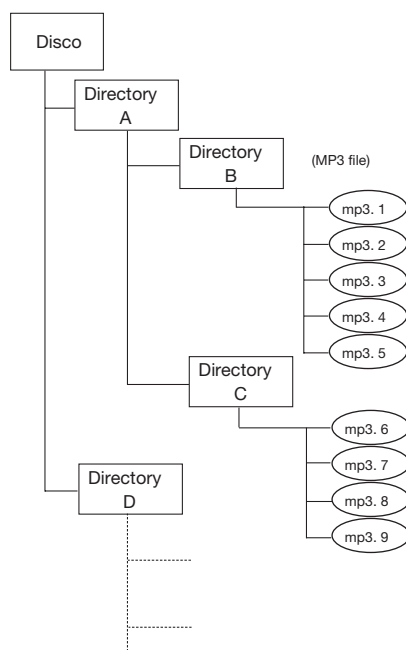 Disco
Directory
A
Directory
B
(MP3 file)
mp3. 1
mp3. 2
mp3. 3
mp3. 4
mp3. 5
Directory
C
mp3. 6
mp3. 7
mp3. 8
mp3. 9
Directory
D